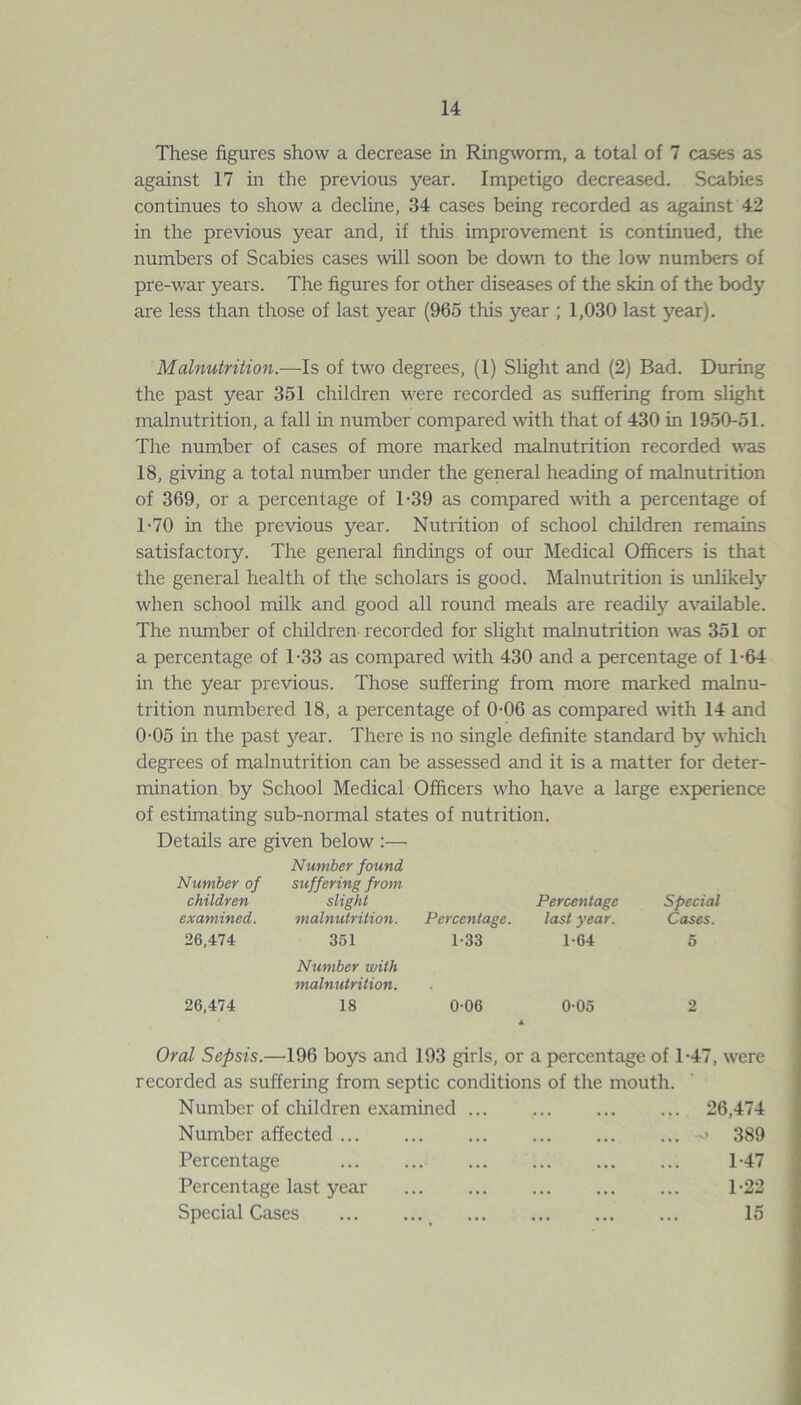 14
These figures show a decrease in Ringworm, a total of 7 cases as
against 17 in the previous year. Impetigo decreased. Scabies
continues to show a decline, 34 cases being recorded as against 42
in the previous year and, if this improvement is continued, the
numbers of Scabies cases will soon be down to the low numbers of
pre-war years. The figures for other diseases of the skin of the body
are less than those of last year (965 this year ; 1,030 last year).
Malnutrition.—Is of two degrees, (1) Slight and (2) Bad. During
the past year 351 children were recorded as suffering from slight
malnutrition, a fall in number compared with that of 430 in 1950-51.
The number of cases of more marked malnutrition recorded was
18, giving a total number under the general heading of malnutrition
of 369, or a percentage of 1·39 as compared with a percentage of
1·70 in the previous year. Nutrition of school children remains
satisfactory. The general findings of our Medical Officers is that
the general health of the scholars is good. Malnutrition is unlikely
when school milk and good all round meals are readily available.
The number of children recorded for slight malnutrition was 351 or
a percentage of 1·33 as compared with 430 and a percentage of 1·64
in the year previous. Those suffering from more marked malnu-
trition numbered 18, a percentage of 0·06 as compared with 14 and
0·05 in the past year. There is no single definite standard by which
degrees of malnutrition can be assessed and it is a matter for deter-
mination by School Medical Officers who have a large experience
of estimating sub-normal states of nutrition.
Details are given below :—
Number found
Number of suffering from
children slight Percentage Special
examined. malnutrition. Percentage. last year. Cases.
26,474 351 1·33 1·64 5
Number with
malnutrition.
26,474 18 0·06 0·05 2
Oral Sepsis.—196 boys and 193 girls, or a percentage of 1·47, were
recorded as suffering from septic conditions of the mouth.
Number of children examined ... ... ... ... 26,474
Number affected ... ... ... ... ... ... 389
Percentage ... ... ... ... ... ... 1·47
Percentage last year ... ... ... ... ... 1·22
Special Cases ... ... ... ... ... ... 15